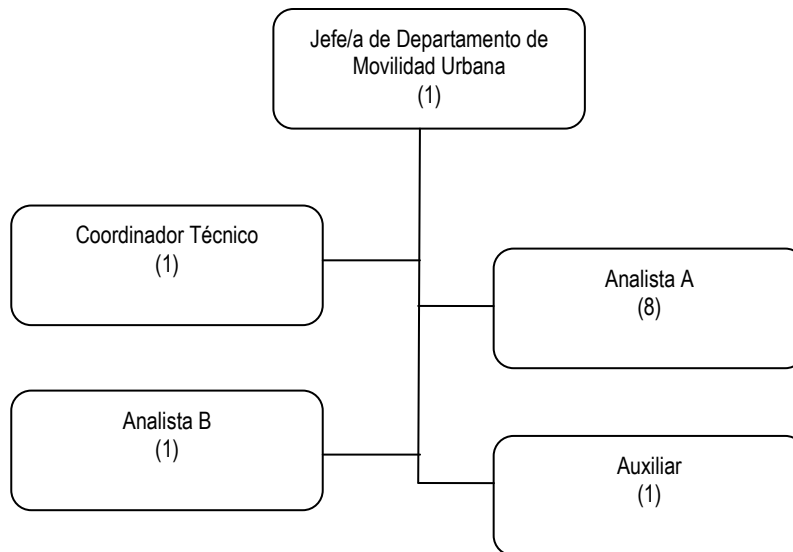 Jefe/a de Departamento de
Movilidad Urbana
(1)
Coordinador Técnico
(1)
Analista A
(8)
Analista B
(1)
Auxiliar
(1)